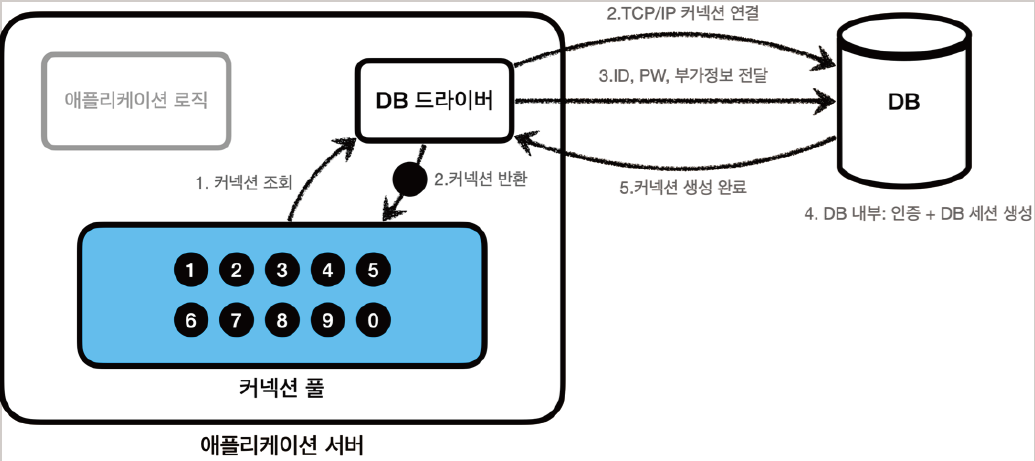 2.TCP/IP 커넥션 연결
애플리케이션 로직
DB 드라이버
3.ID, PW, 부가정보 전달
DB
1. 커넥션 조회
2.커넥션 반환
5.커넥션 생성 완료
4. DB 내부: 인증 + DB 세션 생성
1 2 3 4 5
6 7 8 9 0
커넥션 풀
애플리케이션 서버